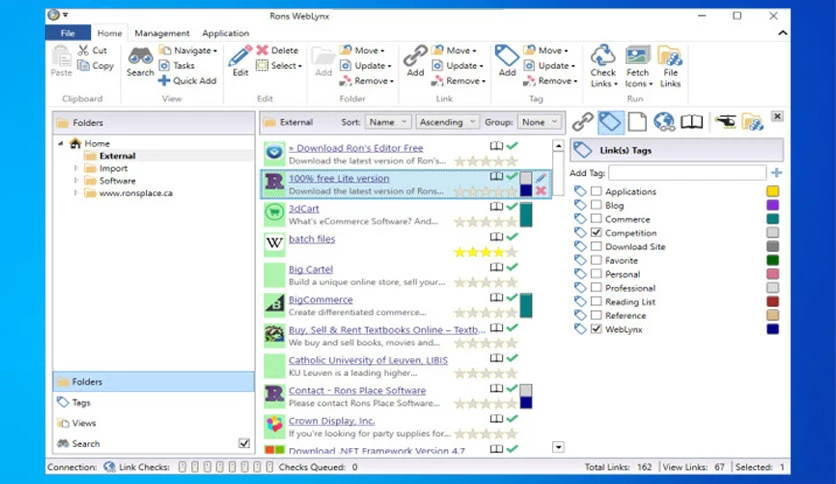 Rons WebLynx
File Home Management Application
Paste Cut Copy
Search Navigate Tasks Quick Add
Edit Delete Select
Add Move Update Remove
Add Move Update Remove
Add Move Update Remove
Check Links Fetch Icons File Links
Clipboard View Edit Folder Link Tag Run
Folders
Home
External
Import
Software
www.ronsplace.ca
Folders
Tags
Views
Search
External Sort: Name Ascending Group: None
» Download Ron's Editor Free
Download the latest version of Ron's...
100% free Lite version
Download the latest version of Rons...
3dCart
What's eCommerce Software? And...
W batch files
Big Cartel
Build a unique online store, sell your...
BigCommerce
Create differentiated commerce...
Buy, Sell & Rent Textbooks Online – Textb...
We buy and sell books, movies and...
Catholic University of Leuven, LIBIS
KU Leuven is a leading higher...
R Contact - Rons Place Software
Please contact Rons Place Software...
Crown Display, Inc.
If you're looking for party supplies for...
Download .NET Framework Version 4.7
Link(s) Tags
Add Tag:
Applications
Blog
Commerce
Competition
Download Site
Favorite
Personal
Professional
Reading List
Reference
WebLynx
Connection: Link Checks: Checks Queued: 0 Total Links: 162 View Links: 67 Selected: 1